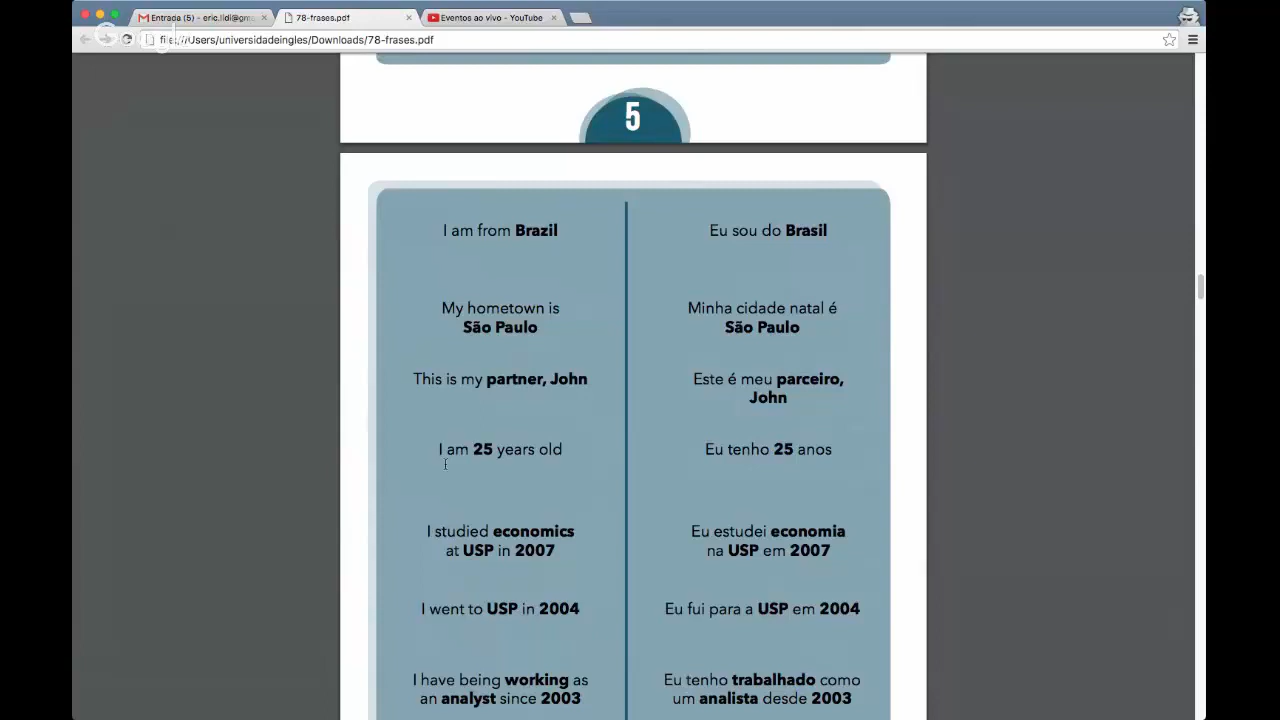 Entrada (5) - eric.lidi@gm
78-frases.pdf
Eventos ao vivo - YouTube
file:///Users/universidadeingles/Downloads/78-frases.pdf
5
I am from Brazil
Eu sou do Brasil
My hometown is
São Paulo
Minha cidade natal é
São Paulo
This is my partner, John
Este é meu parceiro,
John
I am 25 years old
Eu tenho 25 anos
I studied economics
at USP in 2007
Eu estudei economia
na USP em 2007
I went to USP in 2004
Eu fui para a USP em 2004
I have being working as
an analyst since 2003
Eu tenho trabalhado como
um analista desde 2003